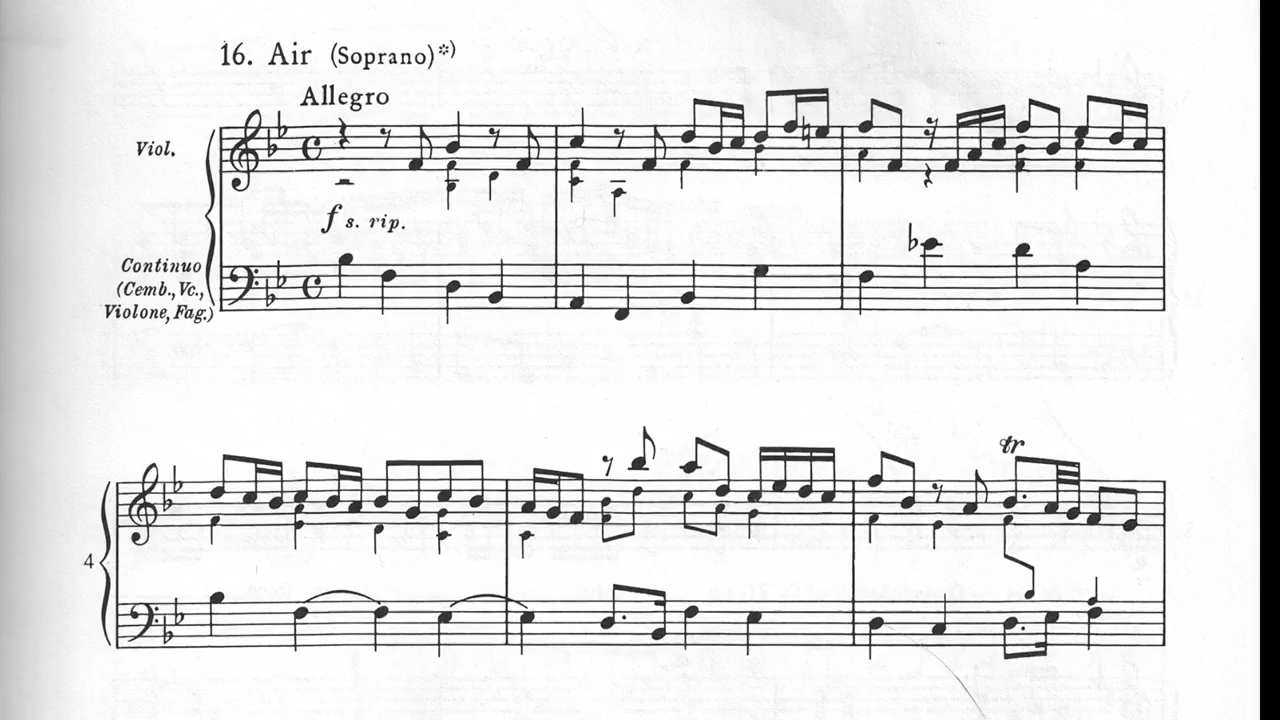 16. Air (Soprano)*)
Allegro
Viol.
f s. rip.
Continuo
(Cemb., Vc.,
Violone, Fag.)
tr
4